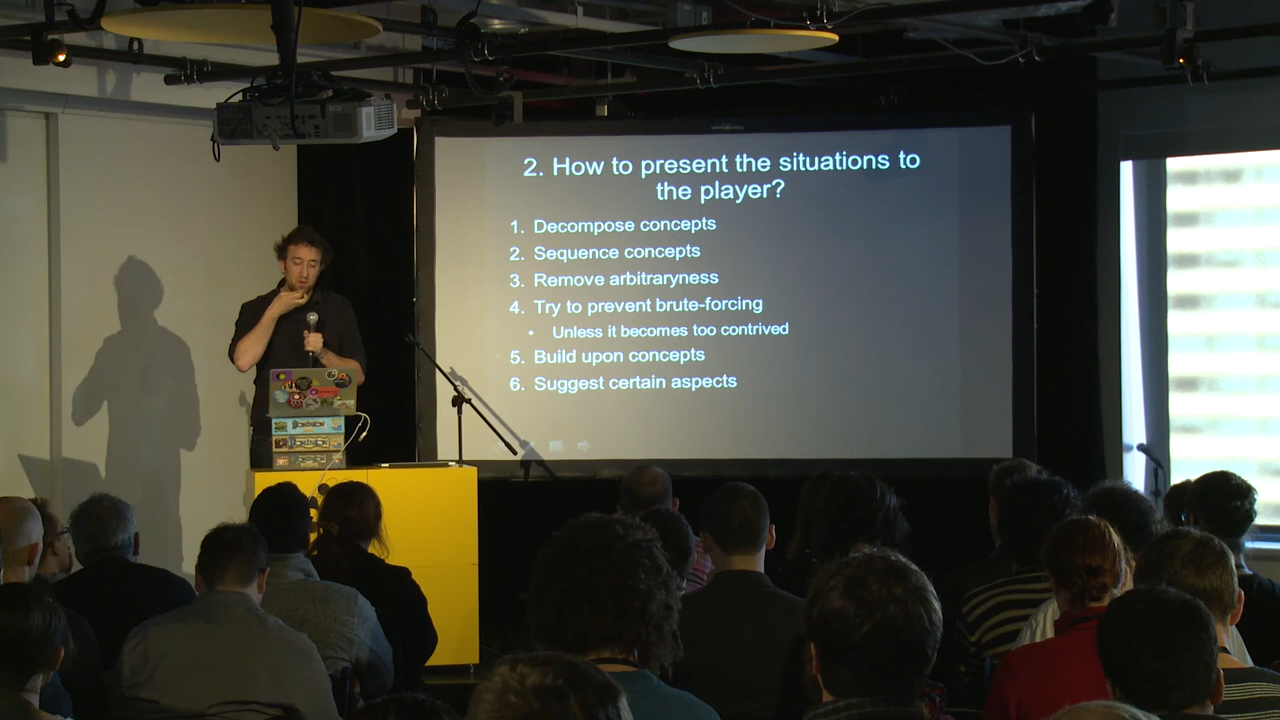 2. How to present the situations to
the player?
1. Decompose concepts
2. Sequence concepts
3. Remove arbitraryness
4. Try to prevent brute-forcing
• Unless it becomes too contrived
5. Build upon concepts
6. Suggest certain aspects